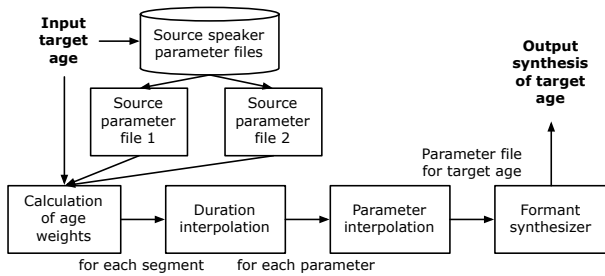 Input
target
age
Source speaker
parameter files
Output
synthesis
of target
age
Source
parameter
file 1
Source
parameter
file 2
Parameter file
for target age
Calculation
of age
weights
Duration
interpolation
Parameter
interpolation
Formant
synthesizer
for each segment
for each parameter